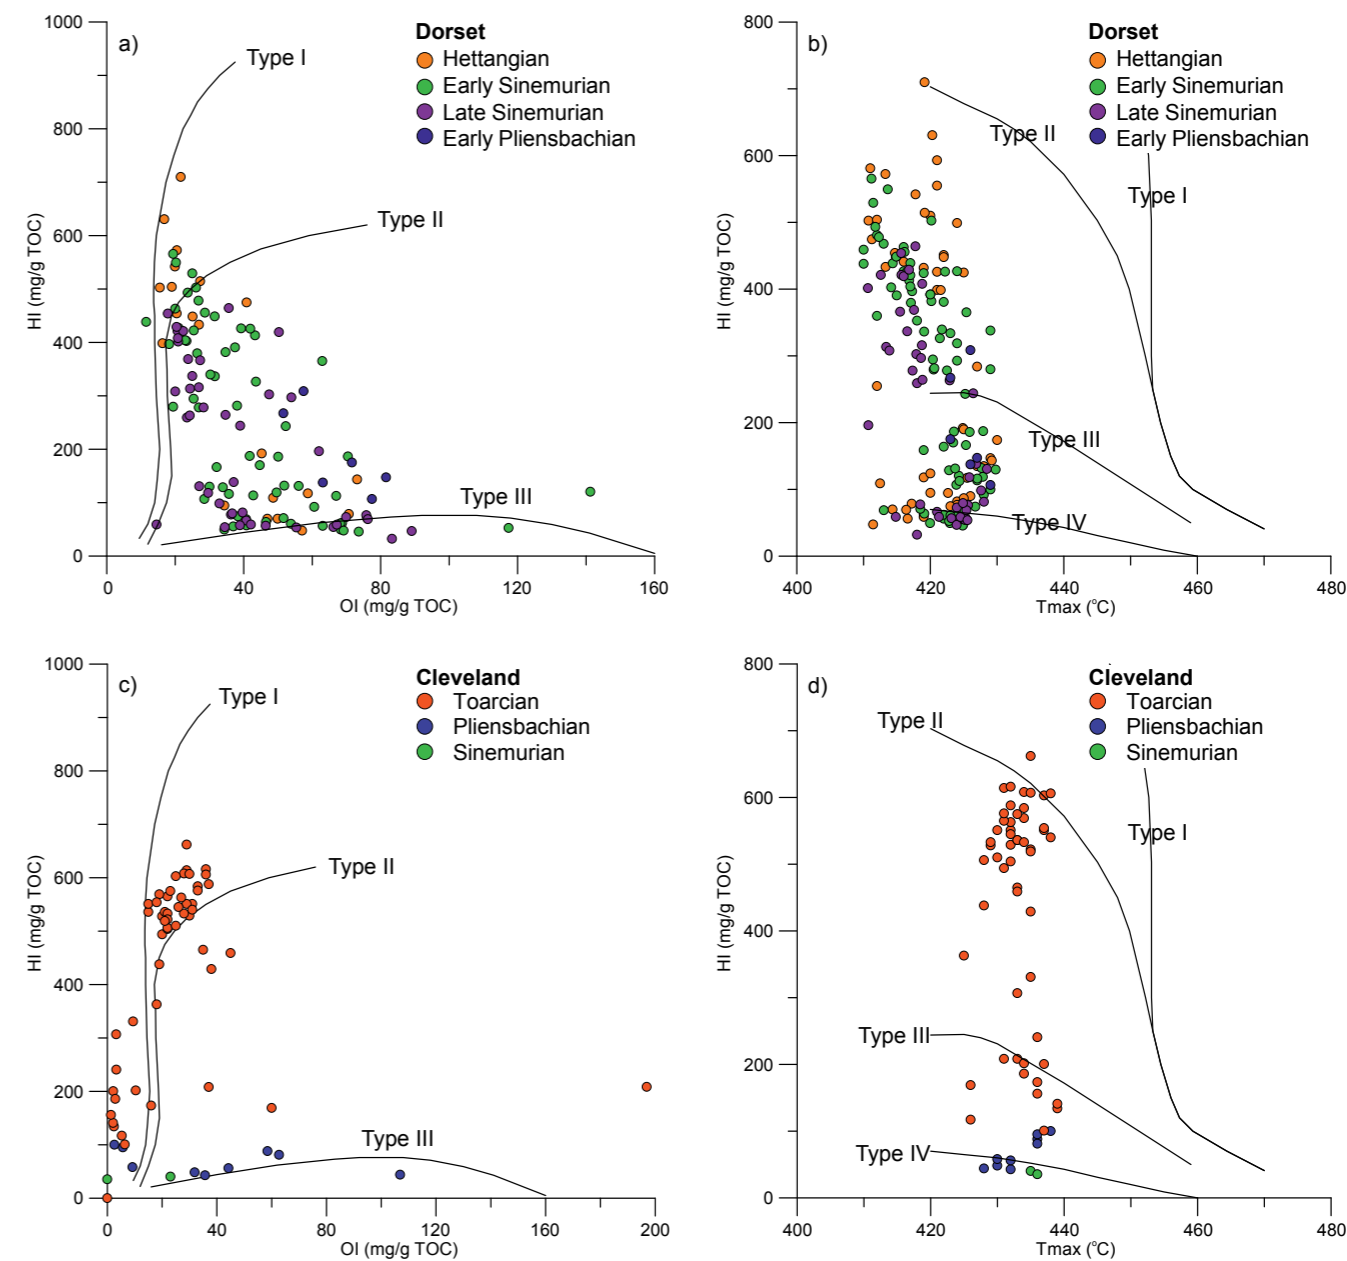 a)
Dorset
Hettangian
Early Sinemurian
Late Sinemurian
Early Pliensbachian
Type I
Type II
Type III
HI (mg/g TOC)
1000
800
600
400
200
0
0 40 80 120 160
OI (mg/g TOC)
b)
Dorset
Hettangian
Early Sinemurian
Late Sinemurian
Early Pliensbachian
Type II
Type I
Type III
Type IV
HI (mg/g TOC)
800
600
400
200
0
400 420 440 460 480
Tmax (°C)
c)
Cleveland
Toarcian
Pliensbachian
Sinemurian
Type I
Type II
Type III
HI (mg/g TOC)
1000
800
600
400
200
0
0 40 80 120 160 200
OI (mg/g TOC)
d)
Cleveland
Toarcian
Pliensbachian
Sinemurian
Type II
Type I
Type III
Type IV
HI (mg/g TOC)
800
600
400
200
0
400 420 440 460 480
Tmax (°C)